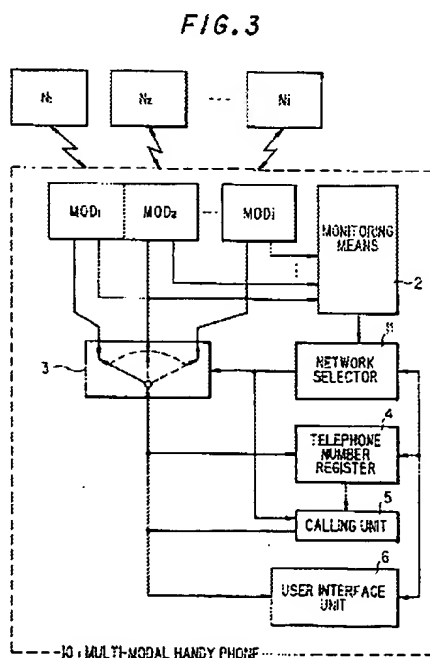 FIG.3
N1 N2 ---- Ni
MOD1 MOD2 ··· MODi
MONITORING
MEANS
2
11
3
NETWORK
SELECTOR
4
TELEPHONE
NUMBER
REGISTER
5
CALLING UNIT
6
USER INTERFACE
UNIT
10 : MULTI-MODAL HANDY PHONE